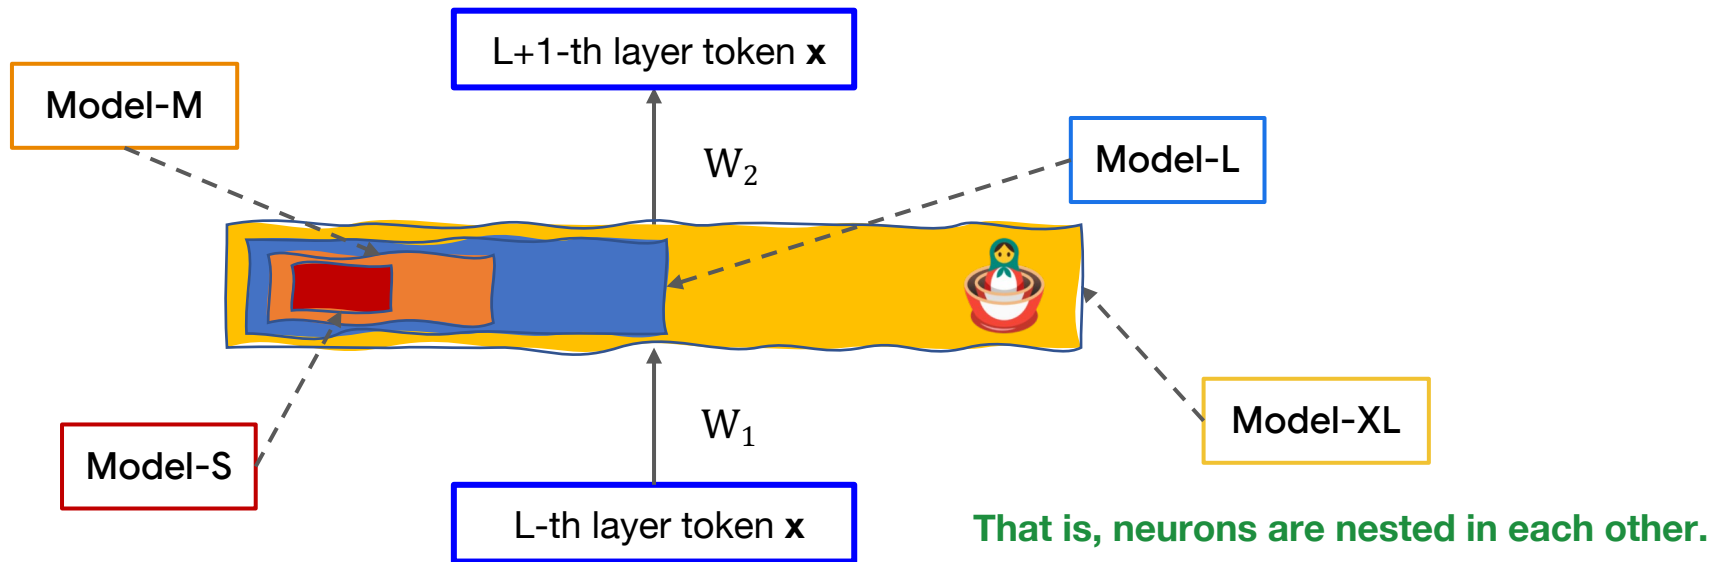 L+1-th layer token x
Model-M
Model-L
W₂
Model-XL
W₁
Model-S
L-th layer token x
That is, neurons are nested in each other.